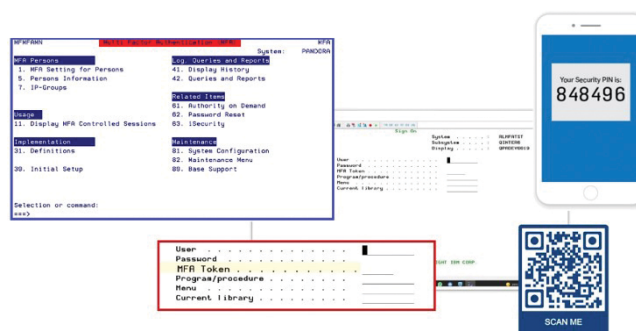 MFMFANN Multi Factor Authentication (MFA) MFA
System: PANDORA
MFA Persons
1. MFA Setting for Persons
5. Persons Information
7. IP-Groups
Usage
11. Display MFA Controlled Sessions
Implementation
31. Definitions
39. Initial Setup
Log, Queries and Reports
41. Display History
42. Queries and Reports
Related Items
61. Authority on Demand
62. Password Reset
63. iSecurity
Maintenance
81. System Configuration
82. Maintenance Menu
89. Base Support
Selection or command:
===>
Sign On
System . . . . . :
Subsystem . . . . . :
Display . . . . . :
User . . . . . . . . . . . . . .
Password . . . . . . . . . . . .
MFA Token . . . . . . . . . . . .
Program/procedure . . . . . . . .
Menu . . . . . . . . . . . . . .
Current library . . . . . . . . .
IGHT IBM CORP.
User . . . . . . . . . . . . . .
Password . . . . . . . . . . . .
MFA Token . . . . . . . . . . . .
Program/procedure . . . . . . . .
Menu . . . . . . . . . . . . . .
Current library . . . . . . . . .
Your Security PIN is:
848496
SCAN ME